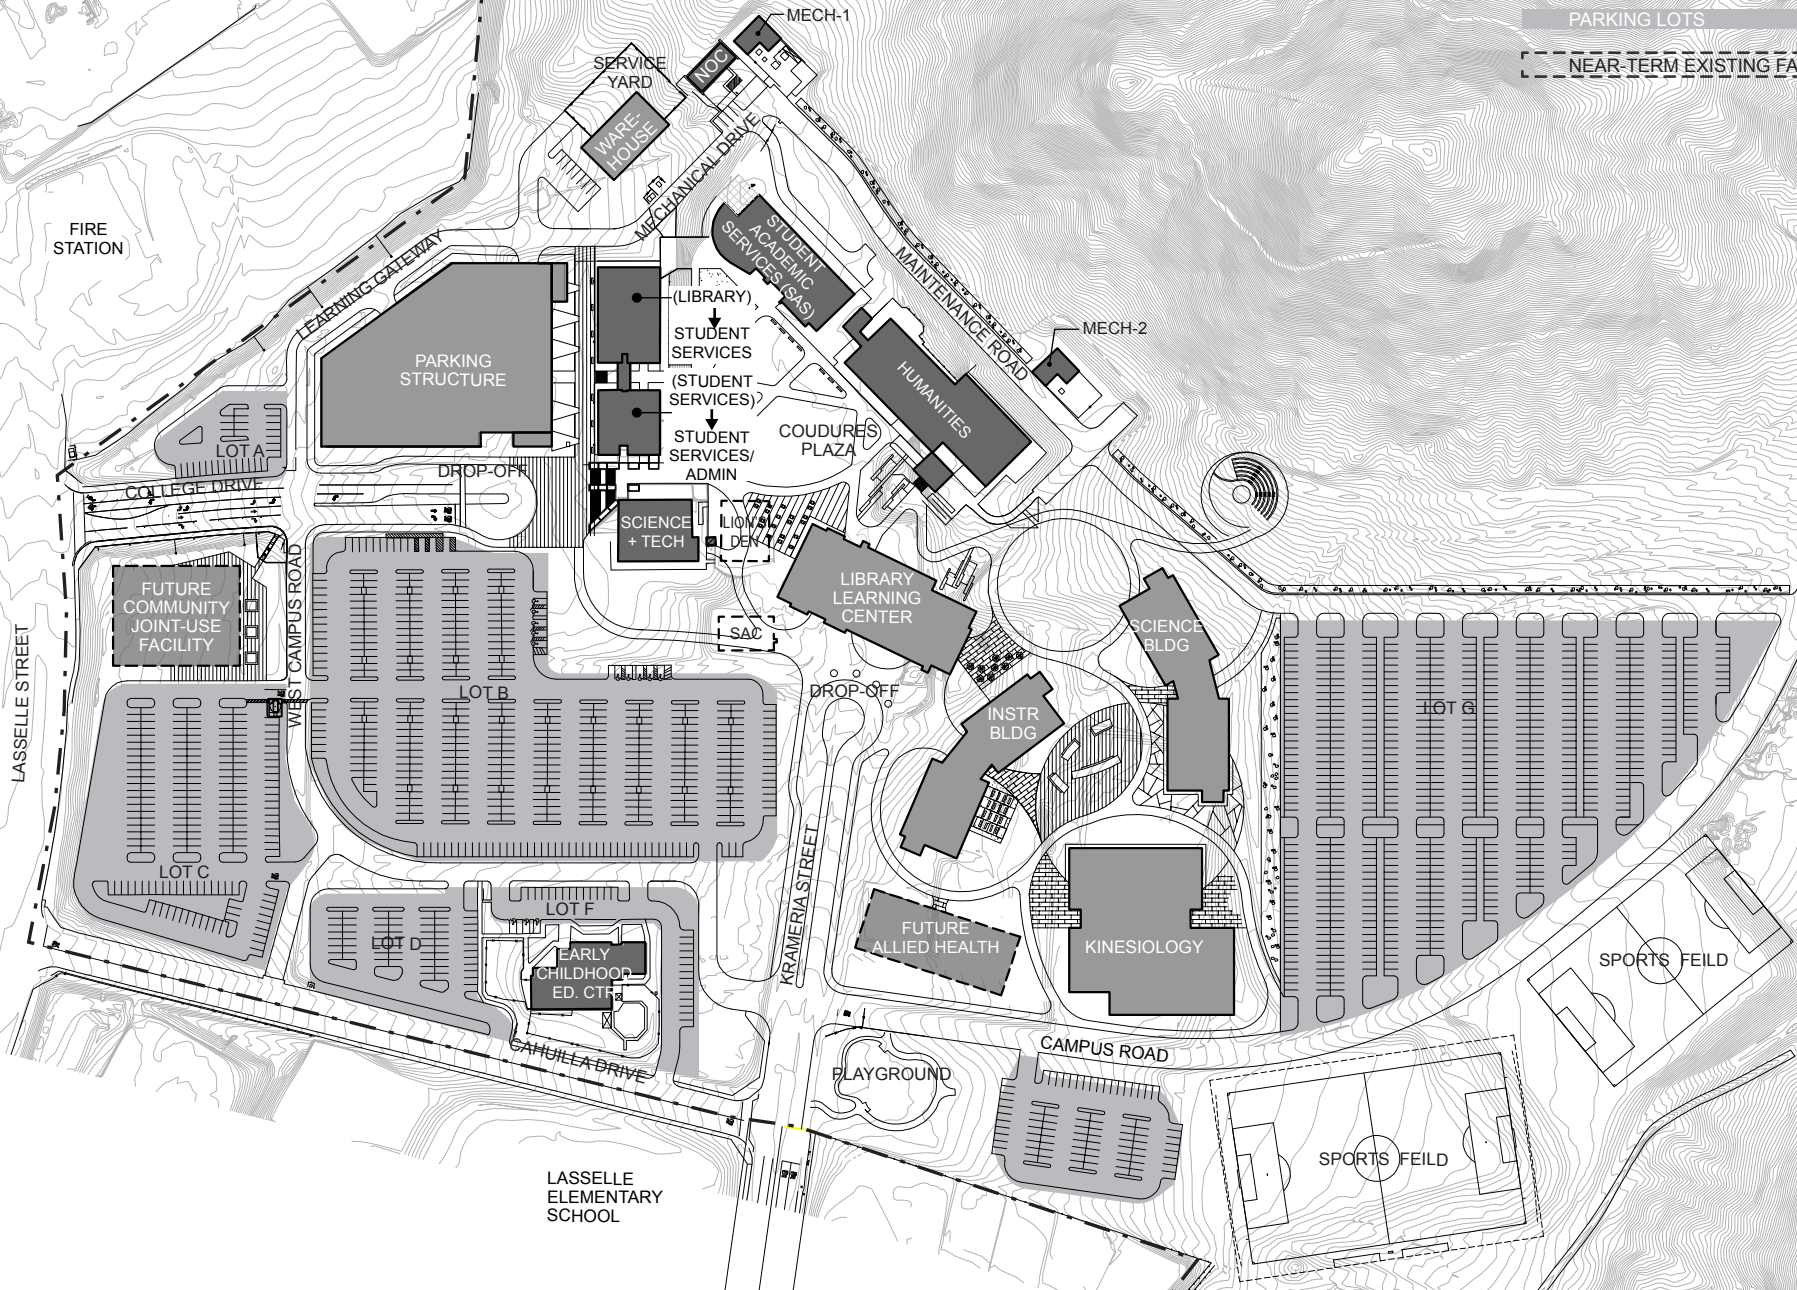 MECH-1
PARKING LOTS
NEAR-TERM EXISTING FA
SERVICE
YARD
NOC
WARE-
HOUSE
MECHANICAL DRIVE
FIRE
STATION
LEARNING GATEWAY
STUDENT
ACADEMIC
SERVICES (SAS)
MAINTENANCE ROAD
(LIBRARY)
STUDENT
SERVICES
MECH-2
PARKING
STRUCTURE
(STUDENT
SERVICES)
HUMANITIES
STUDENT
SERVICES/
ADMIN
COUDURES
PLAZA
LOT A
DROP-OFF
COLLEGE DRIVE
SCIENCE
+ TECH
LION
DEN
FUTURE
COMMUNITY
JOINT-USE
FACILITY
WEST CAMPUS ROAD
LIBRARY
LEARNING
CENTER
SAC
SCIENCE
BLDG
LASSELLE STREET
LOT B
DROP-OFF
INSTR
BLDG
LOT G
LOT C
KRAMERIA STREET
LOT F
LOT D
FUTURE
ALLIED HEALTH
KINESIOLOGY
EARLY
CHILDHOOD
ED. CTR
SPORTS FEILD
CAHUILLA DRIVE
CAMPUS ROAD
PLAYGROUND
SPORTS FEILD
LASSELLE
ELEMENTARY
SCHOOL